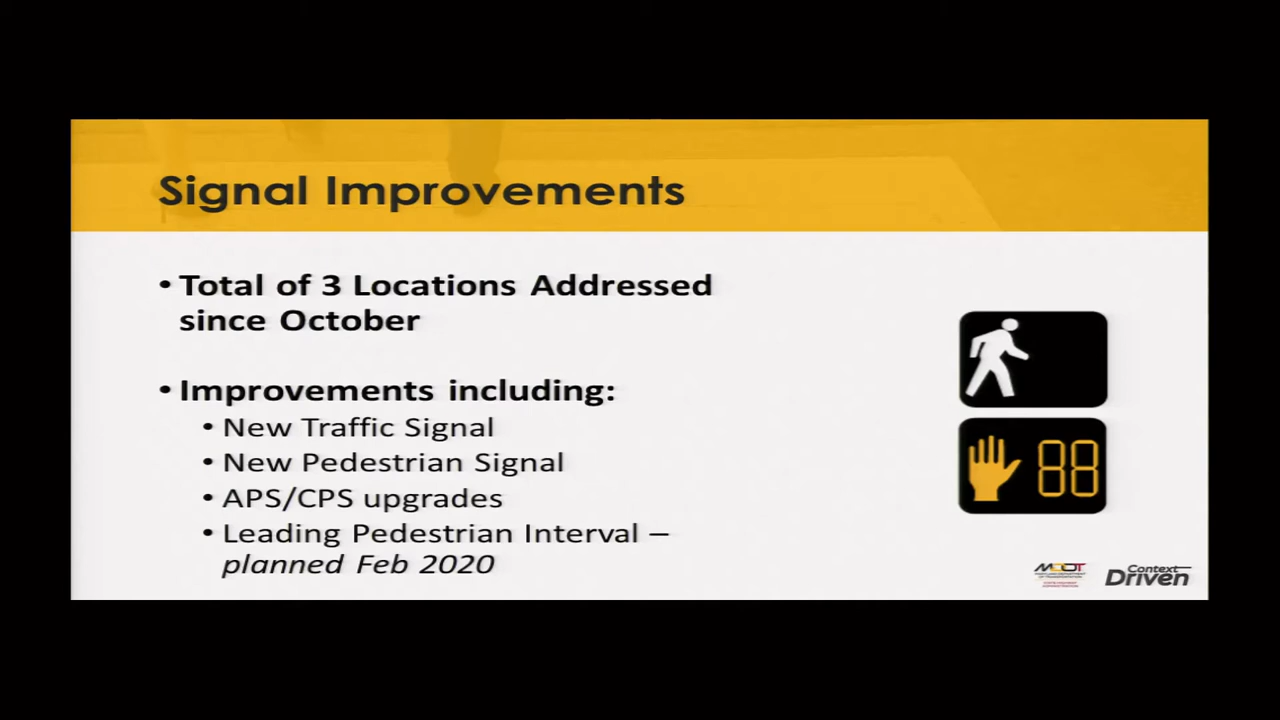 Signal Improvements
• Total of 3 Locations Addressed
since October
• Improvements including:
• New Traffic Signal
• New Pedestrian Signal
• APS/CPS upgrades
• Leading Pedestrian Interval –
planned Feb 2020
88
MDOT
Context
Driven